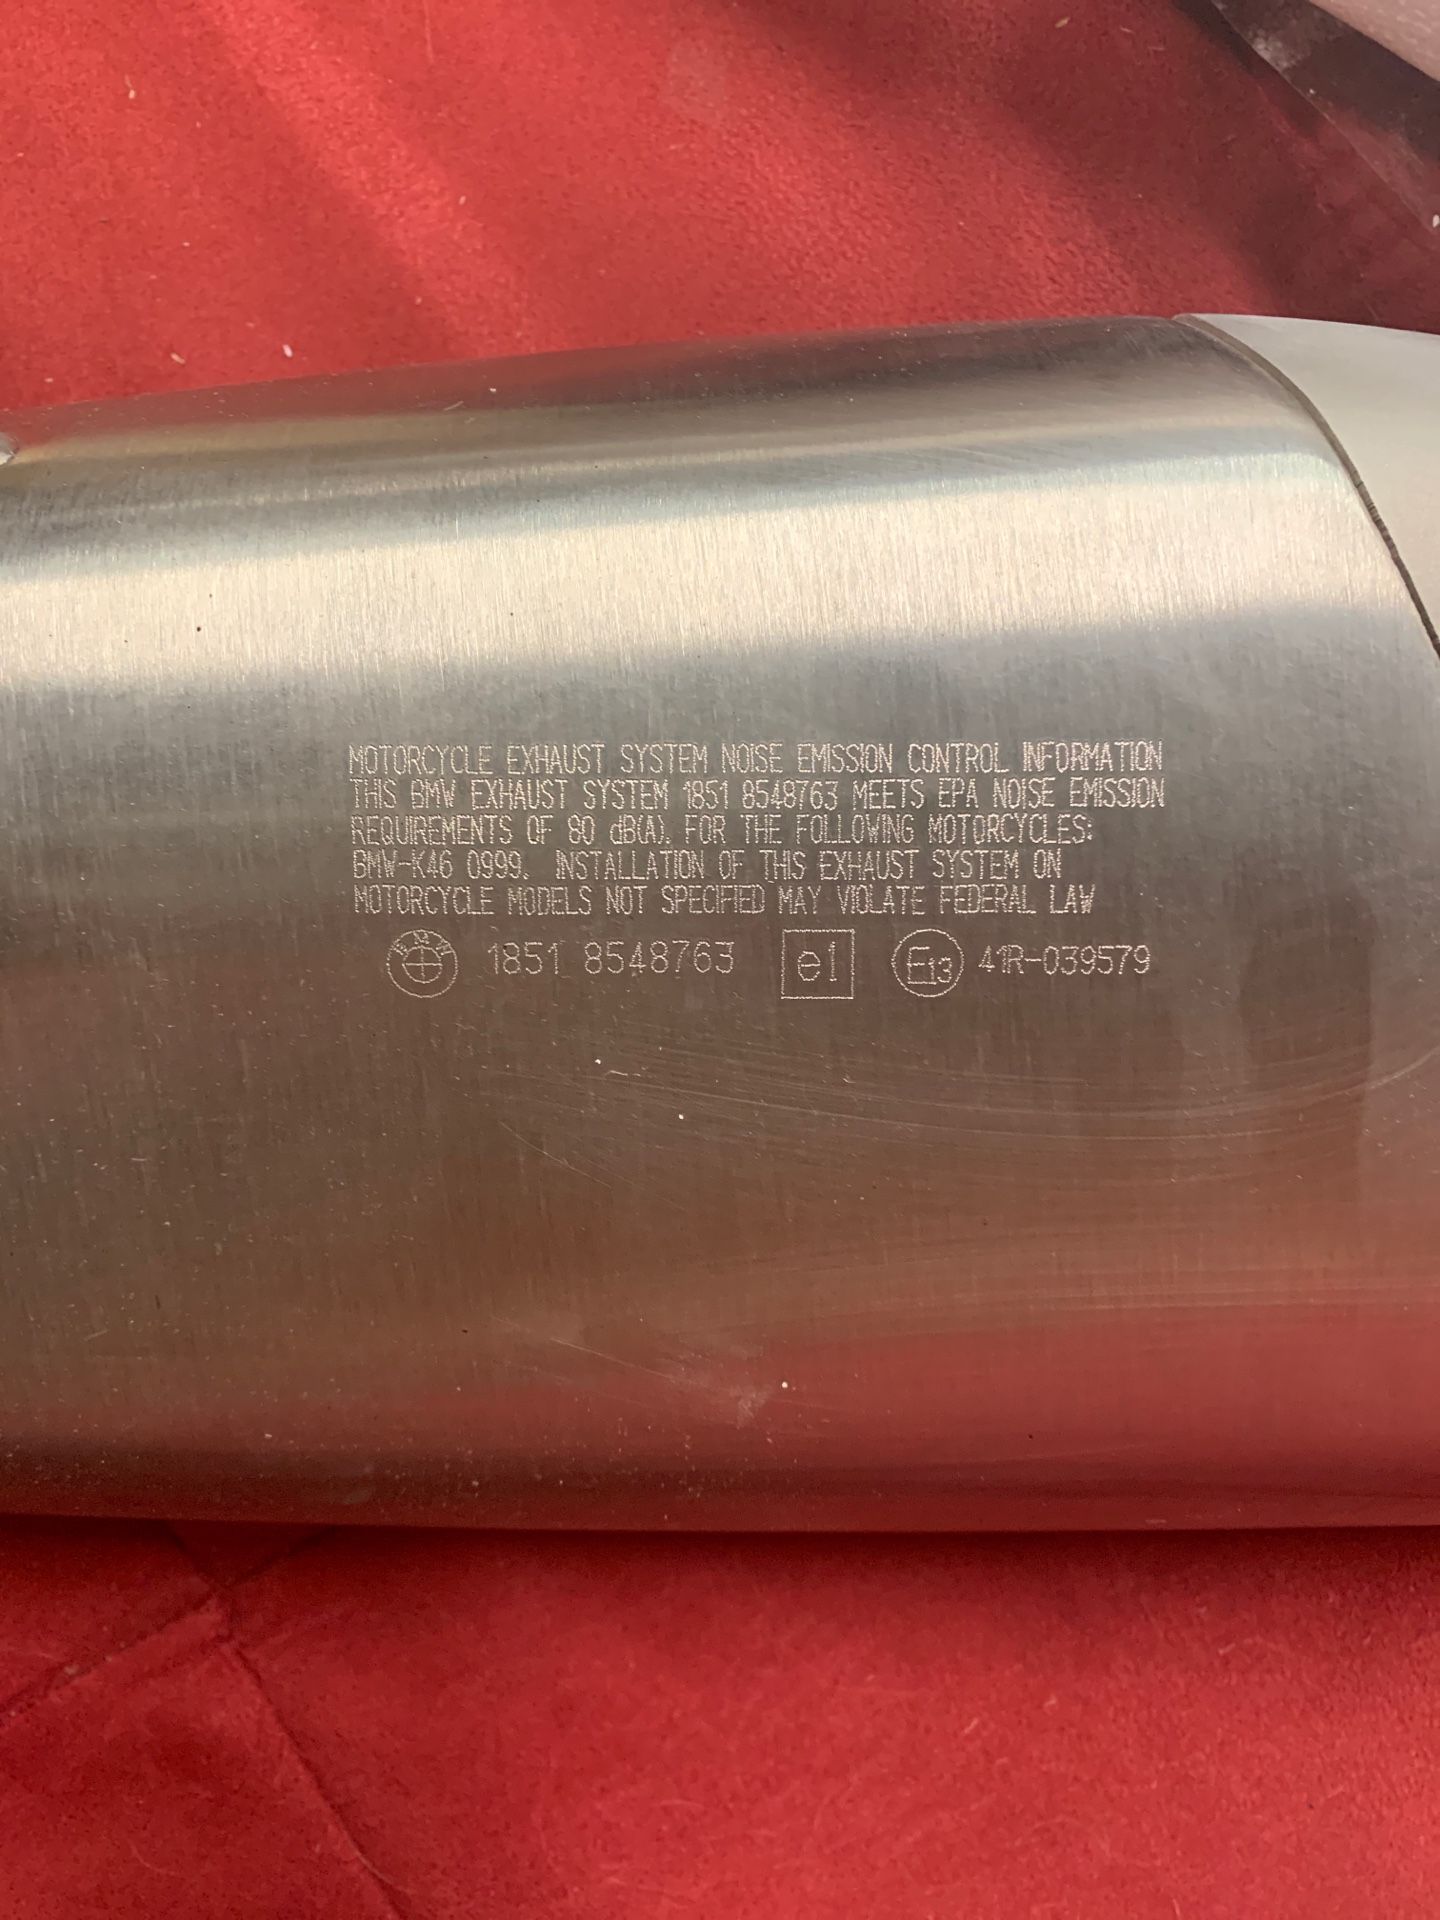 MOTORCYCLE EXHAUST SYSTEM NOISE EMISSION CONTROL INFORMATION
THIS BMW EXHAUST SYSTEM 1851 8548763 MEETS EPA NOISE EMISSION
REQUIREMENTS OF 80 dB(A). FOR THE FOLLOWING MOTORCYCLES:
BMW-K46 0999. INSTALLATION OF THIS EXHAUST SYSTEM ON
MOTORCYCLE MODELS NOT SPECIFIED MAY VIOLATE FEDERAL LAW
BMW 1851 8548763 e1 E13 41R-039579